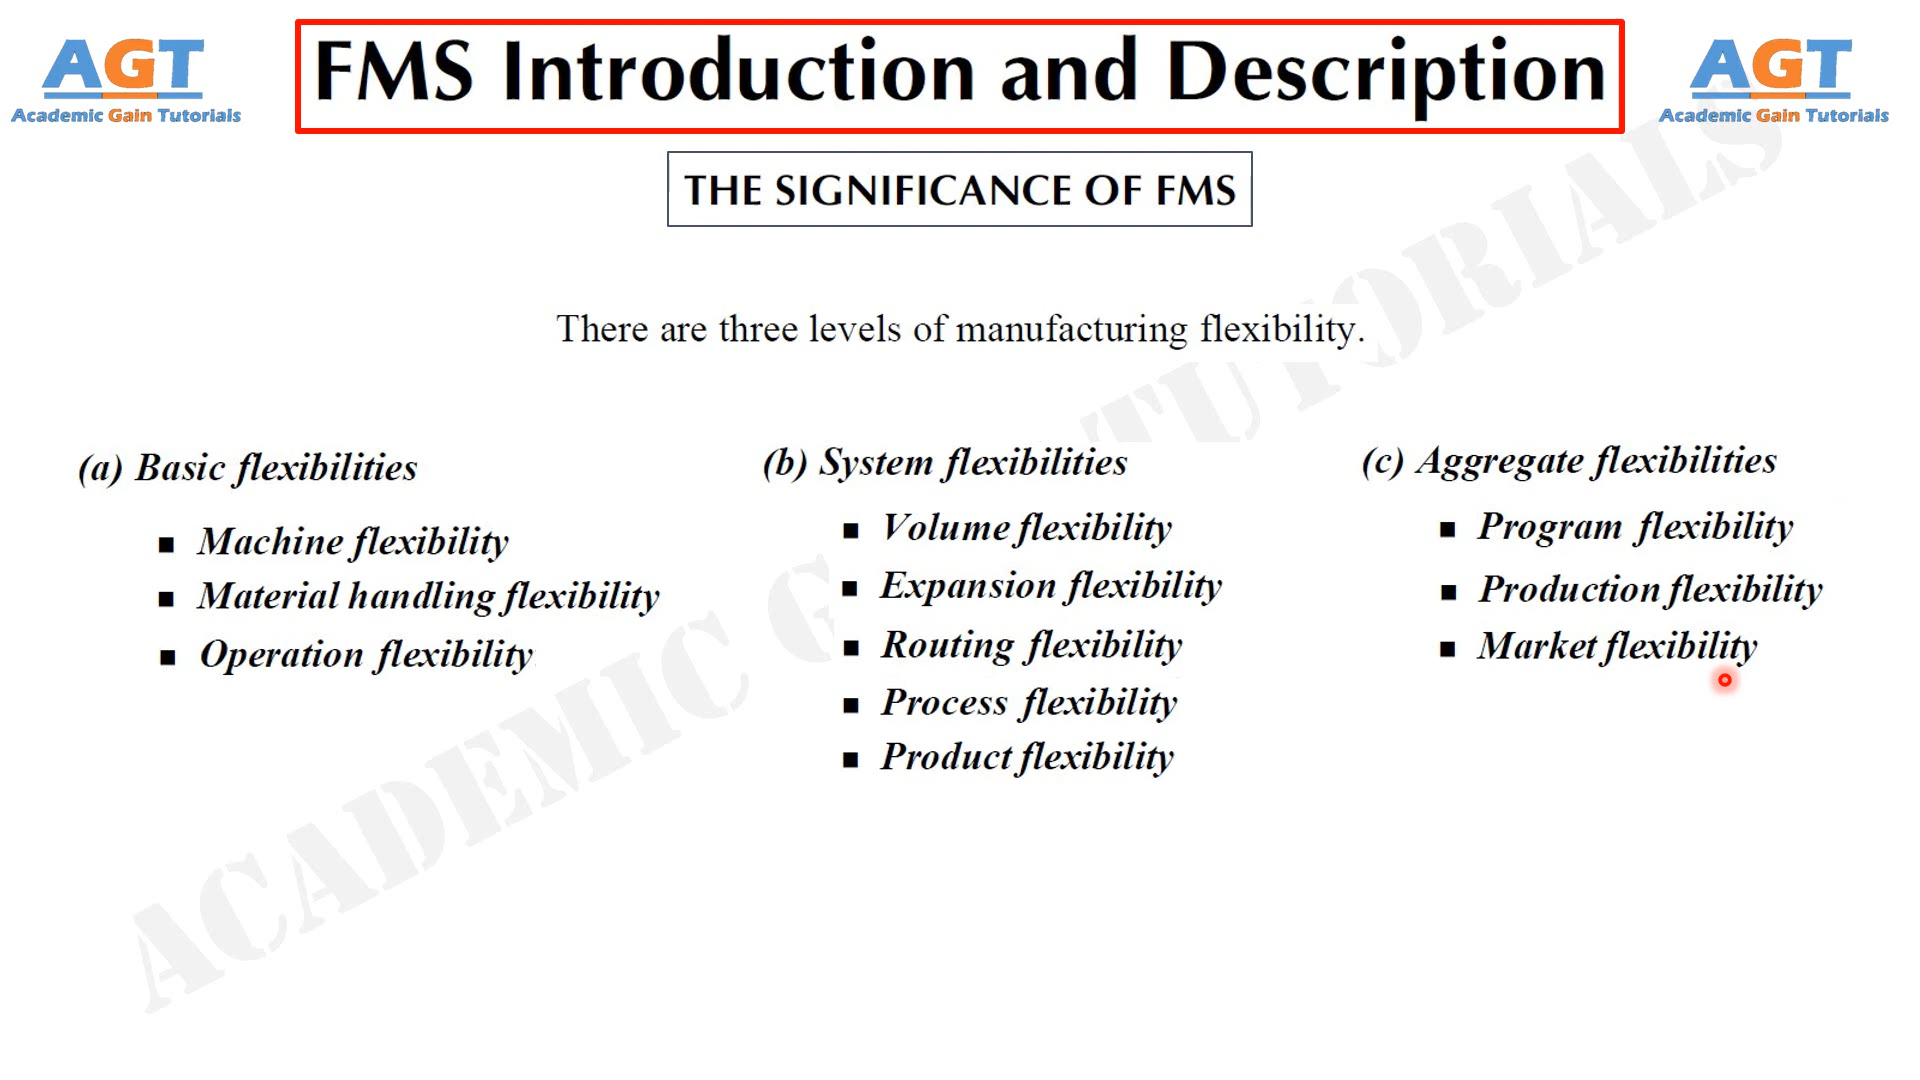 AGT
Academic Gain Tutorials
FMS Introduction and Description
AGT
Academic Gain Tutorials
THE SIGNIFICANCE OF FMS
There are three levels of manufacturing flexibility.
(a) Basic flexibilities
■ Machine flexibility
■ Material handling flexibility
■ Operation flexibility
(b) System flexibilities
■ Volume flexibility
■ Expansion flexibility
■ Routing flexibility
■ Process flexibility
■ Product flexibility
(c) Aggregate flexibilities
■ Program flexibility
■ Production flexibility
■ Market flexibility
ACADEMIC G TUTORIALS